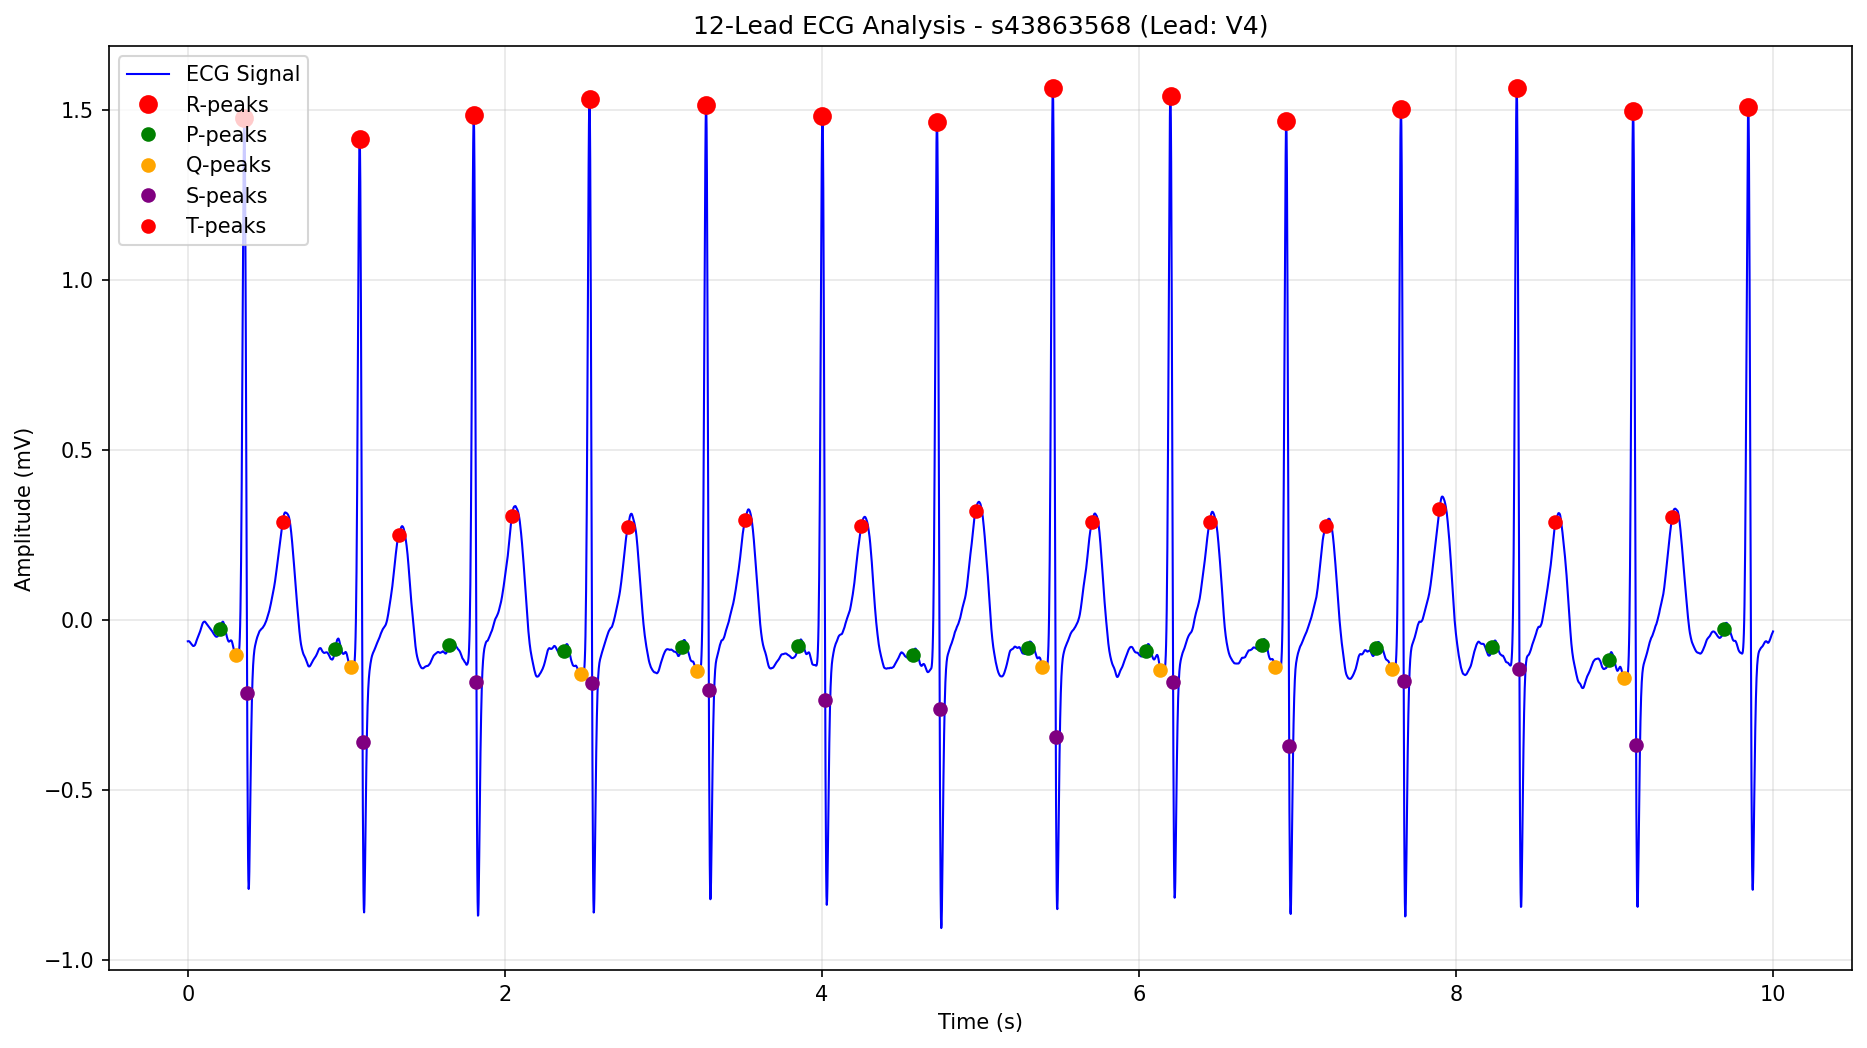 12-Lead ECG Analysis - s43863568 (Lead: V4)
ECG Signal
R-peaks
P-peaks
Q-peaks
S-peaks
T-peaks
1.5
1.0
0.5
0.0
−0.5
−1.0
Amplitude (mV)
0 2 4 6 8 10
Time (s)